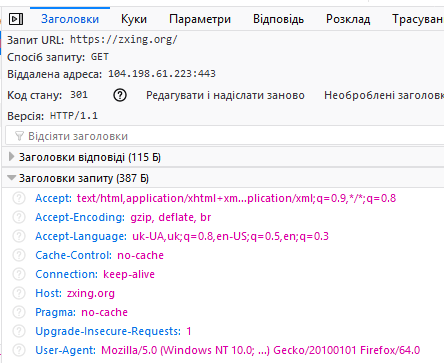 Заголовки Куки Параметри Відповідь Розклад Трасуван
Запит URL: https://zxing.org/
Спосіб запиту: GET
Віддалена адреса: 104.198.61.223:443
Код стану: 301 ? Редагувати і надіслати заново Необроблені заголовк
Версія: HTTP/1.1
Відсіяти заголовки
Заголовки відповіді (115 Б)
Заголовки запиту (387 Б)
? Accept: text/html,application/xhtml+xm...plication/xml;q=0.9,*/*;q=0.8
? Accept-Encoding: gzip, deflate, br
? Accept-Language: uk-UA,uk;q=0.8,en-US;q=0.5,en;q=0.3
? Cache-Control: no-cache
? Connection: keep-alive
? Host: zxing.org
? Pragma: no-cache
? Upgrade-Insecure-Requests: 1
? User-Agent: Mozilla/5.0 (Windows NT 10.0; ...) Gecko/20100101 Firefox/64.0